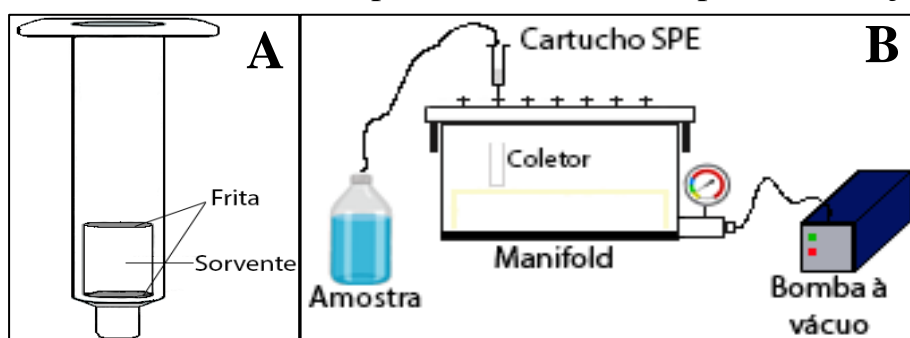 A
Frita
Sorvente
B
Cartucho SPE
Coletor
Manifold
Amostra
Bomba à
vácuo